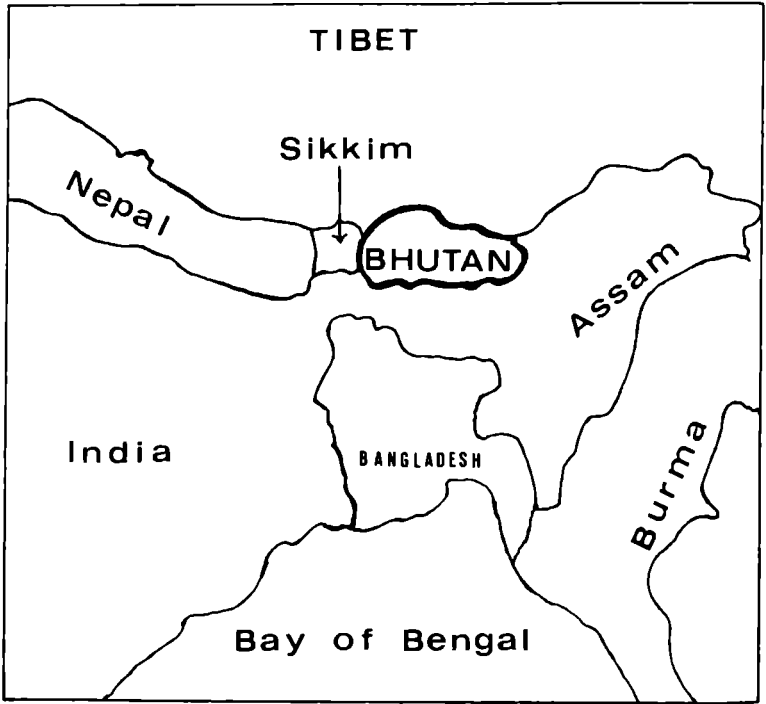 TIBET
Sikkim
Nepal
BHUTAN
Assam
India
BANGLADESH
Burma
Bay of Bengal